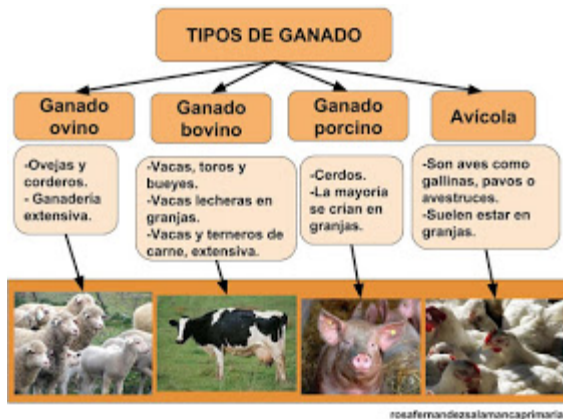 TIPOS DE GANADO
Ganado
ovino
-Ovejas y
corderos.
- Ganadería
extensiva.
Ganado
bovino
-Vacas, toros y
bueyes.
-Vacas lecheras en
granjas.
-Vacas y terneros de
carne, extensiva.
Ganado
porcino
-Cerdos.
-La mayoría
se crian en
granjas.
Avícola
-Son aves como
gallinas, pavos o
avestruces.
-Suelen estar en
granjas.
rosafernandezsalamancaprimaria